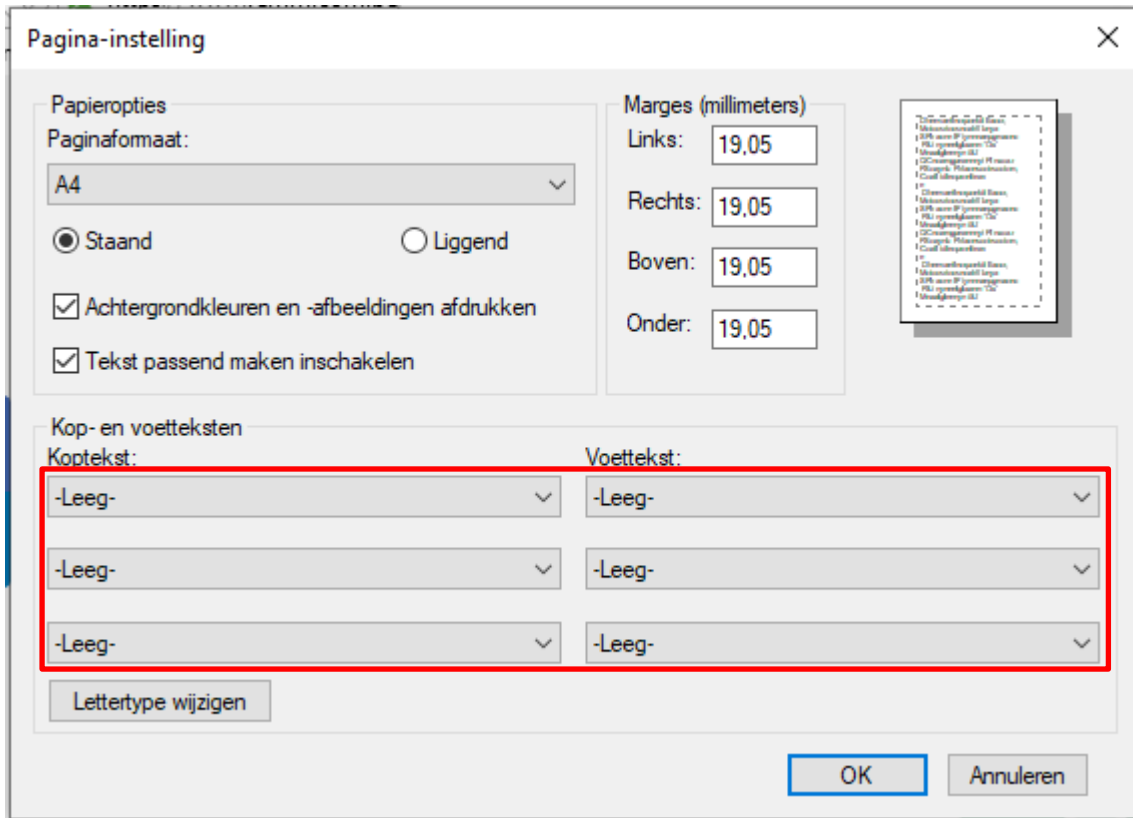 Pagina-instelling
Papieropties
Paginaformaat:
A4
Staand
Liggend
Achtergrondkleuren en -afbeeldingen afdrukken
Tekst passend maken inschakelen
Marges (millimeters)
Links: 19,05
Rechts: 19,05
Boven: 19,05
Onder: 19,05
Kop- en voetteksten
Koptekst: Voettekst:
-Leeg- -Leeg-
-Leeg- -Leeg-
-Leeg- -Leeg-
Lettertype wijzigen
OK Annuleren